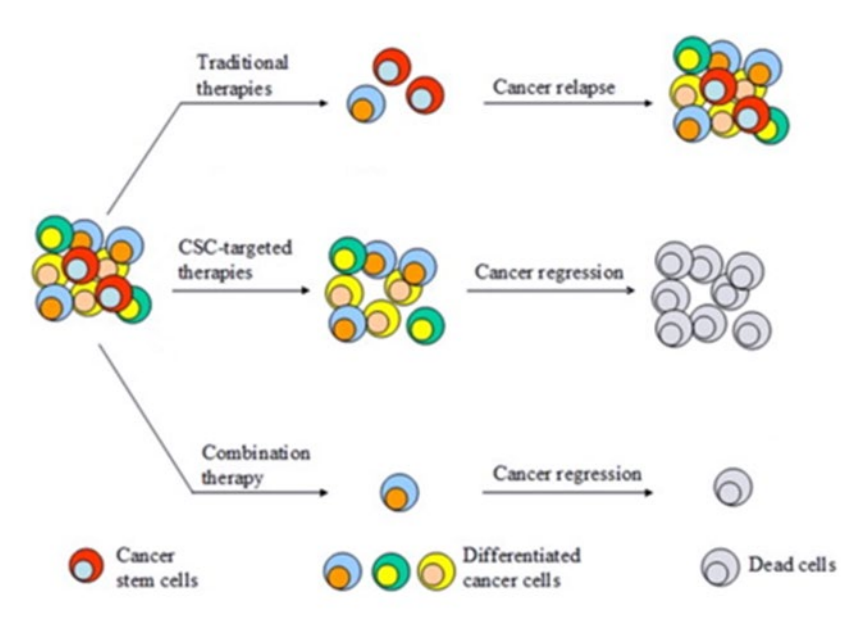 Traditional
therapies
Cancer relapse
CSC-targeted
therapies
Cancer regression
Combination
therapy
Cancer regression
Cancer
stem cells
Differentiated
cancer cells
Dead cells